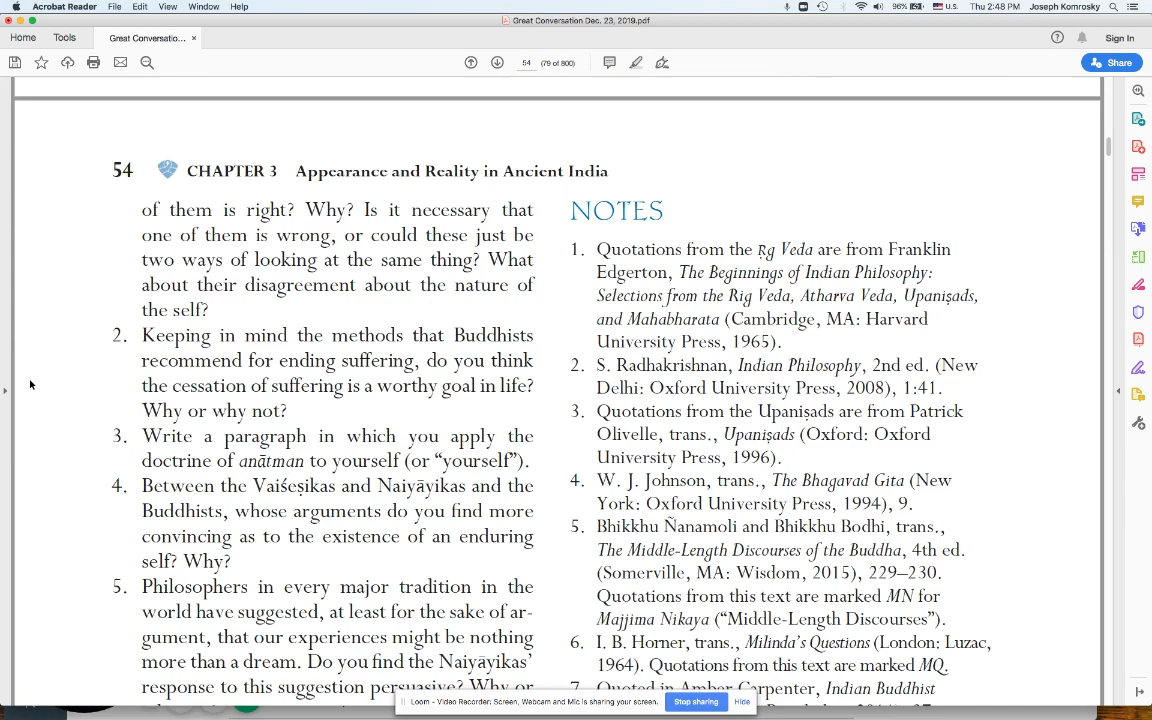 Acrobat Reader File Edit View Window Help
96% U.S. Thu 2:48 PM Joseph Komrosky
Great Conversation Dec. 23, 2019.pdf
Home Tools Great Conversatio... × Sign In
54 (79 of 800) Share
54 CHAPTER 3 Appearance and Reality in Ancient India
of them is right? Why? Is it necessary that
one of them is wrong, or could these just be
two ways of looking at the same thing? What
about their disagreement about the nature of
the self?
2. Keeping in mind the methods that Buddhists
recommend for ending suffering, do you think
the cessation of suffering is a worthy goal in life?
Why or why not?
3. Write a paragraph in which you apply the
doctrine of anātman to yourself (or “yourself”).
4. Between the Vaiśeṣikas and Naiyāyikas and the
Buddhists, whose arguments do you find more
convincing as to the existence of an enduring
self? Why?
5. Philosophers in every major tradition in the
world have suggested, at least for the sake of ar-
gument, that our experiences might be nothing
more than a dream. Do you find the Naiyāyikas’
response to this suggestion persuasive? Why or
NOTES
1. Quotations from the Ṛg Veda are from Franklin
Edgerton, The Beginnings of Indian Philosophy:
Selections from the Rig Veda, Atharva Veda, Upaniṣads,
and Mahabharata (Cambridge, MA: Harvard
University Press, 1965).
2. S. Radhakrishnan, Indian Philosophy, 2nd ed. (New
Delhi: Oxford University Press, 2008), 1:41.
3. Quotations from the Upaniṣads are from Patrick
Olivelle, trans., Upaniṣads (Oxford: Oxford
University Press, 1996).
4. W. J. Johnson, trans., The Bhagavad Gita (New
York: Oxford University Press, 1994), 9.
5. Bhikkhu Ñanamoli and Bhikkhu Bodhi, trans.,
The Middle-Length Discourses of the Buddha, 4th ed.
(Somerville, MA: Wisdom, 2015), 229–230.
Quotations from this text are marked MN for
Majjima Nikaya (“Middle-Length Discourses”).
6. I. B. Horner, trans., Milinda’s Questions (London: Luzac,
1964). Quotations from this text are marked MQ.
7. Quoted in Amber Carpenter, Indian Buddhist
Loom - Video Recorder: Screen, Webcam and Mic is sharing your screen. Stop sharing Hide